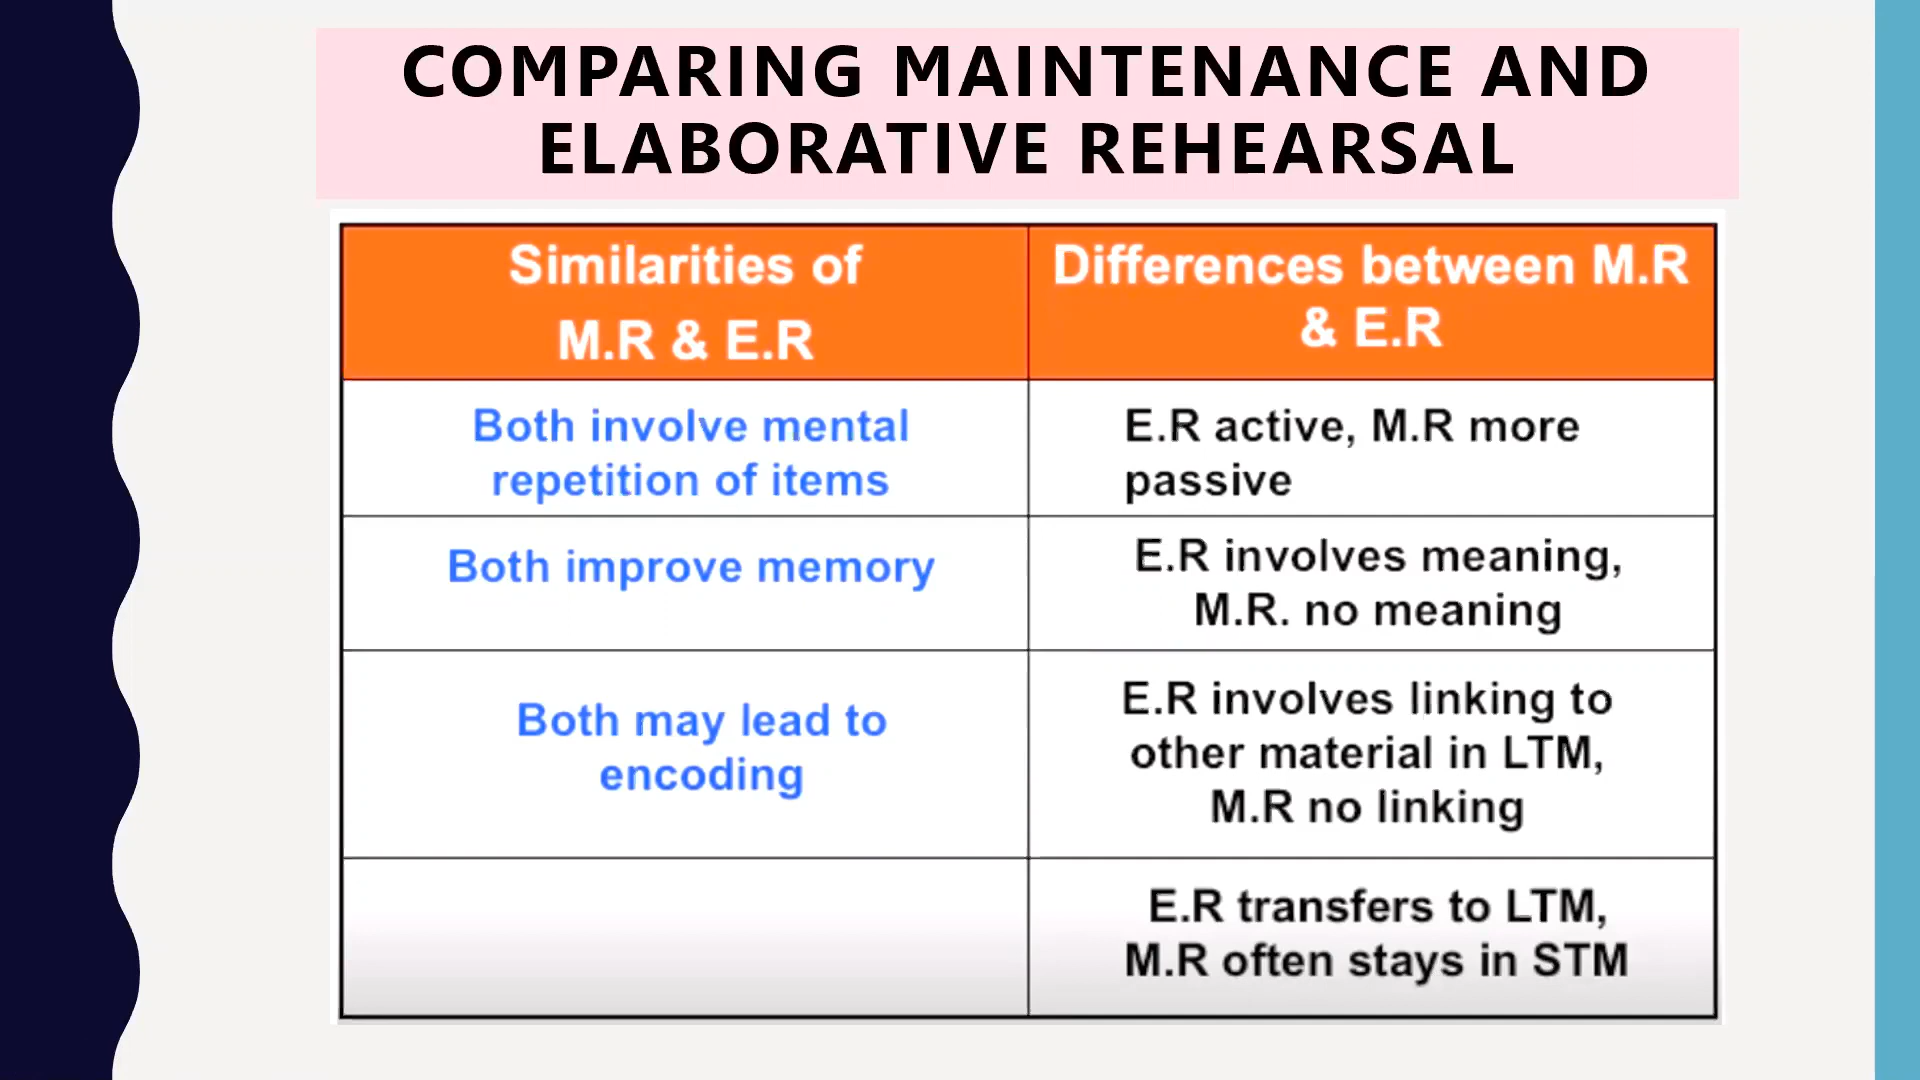 COMPARING MAINTENANCE AND
ELABORATIVE REHEARSAL
Similarities of
M.R & E.R
Differences between M.R
& E.R
Both involve mental
repetition of items
E.R active, M.R more
passive
Both improve memory
E.R involves meaning,
M.R. no meaning
Both may lead to
encoding
E.R involves linking to
other material in LTM,
M.R no linking
E.R transfers to LTM,
M.R often stays in STM